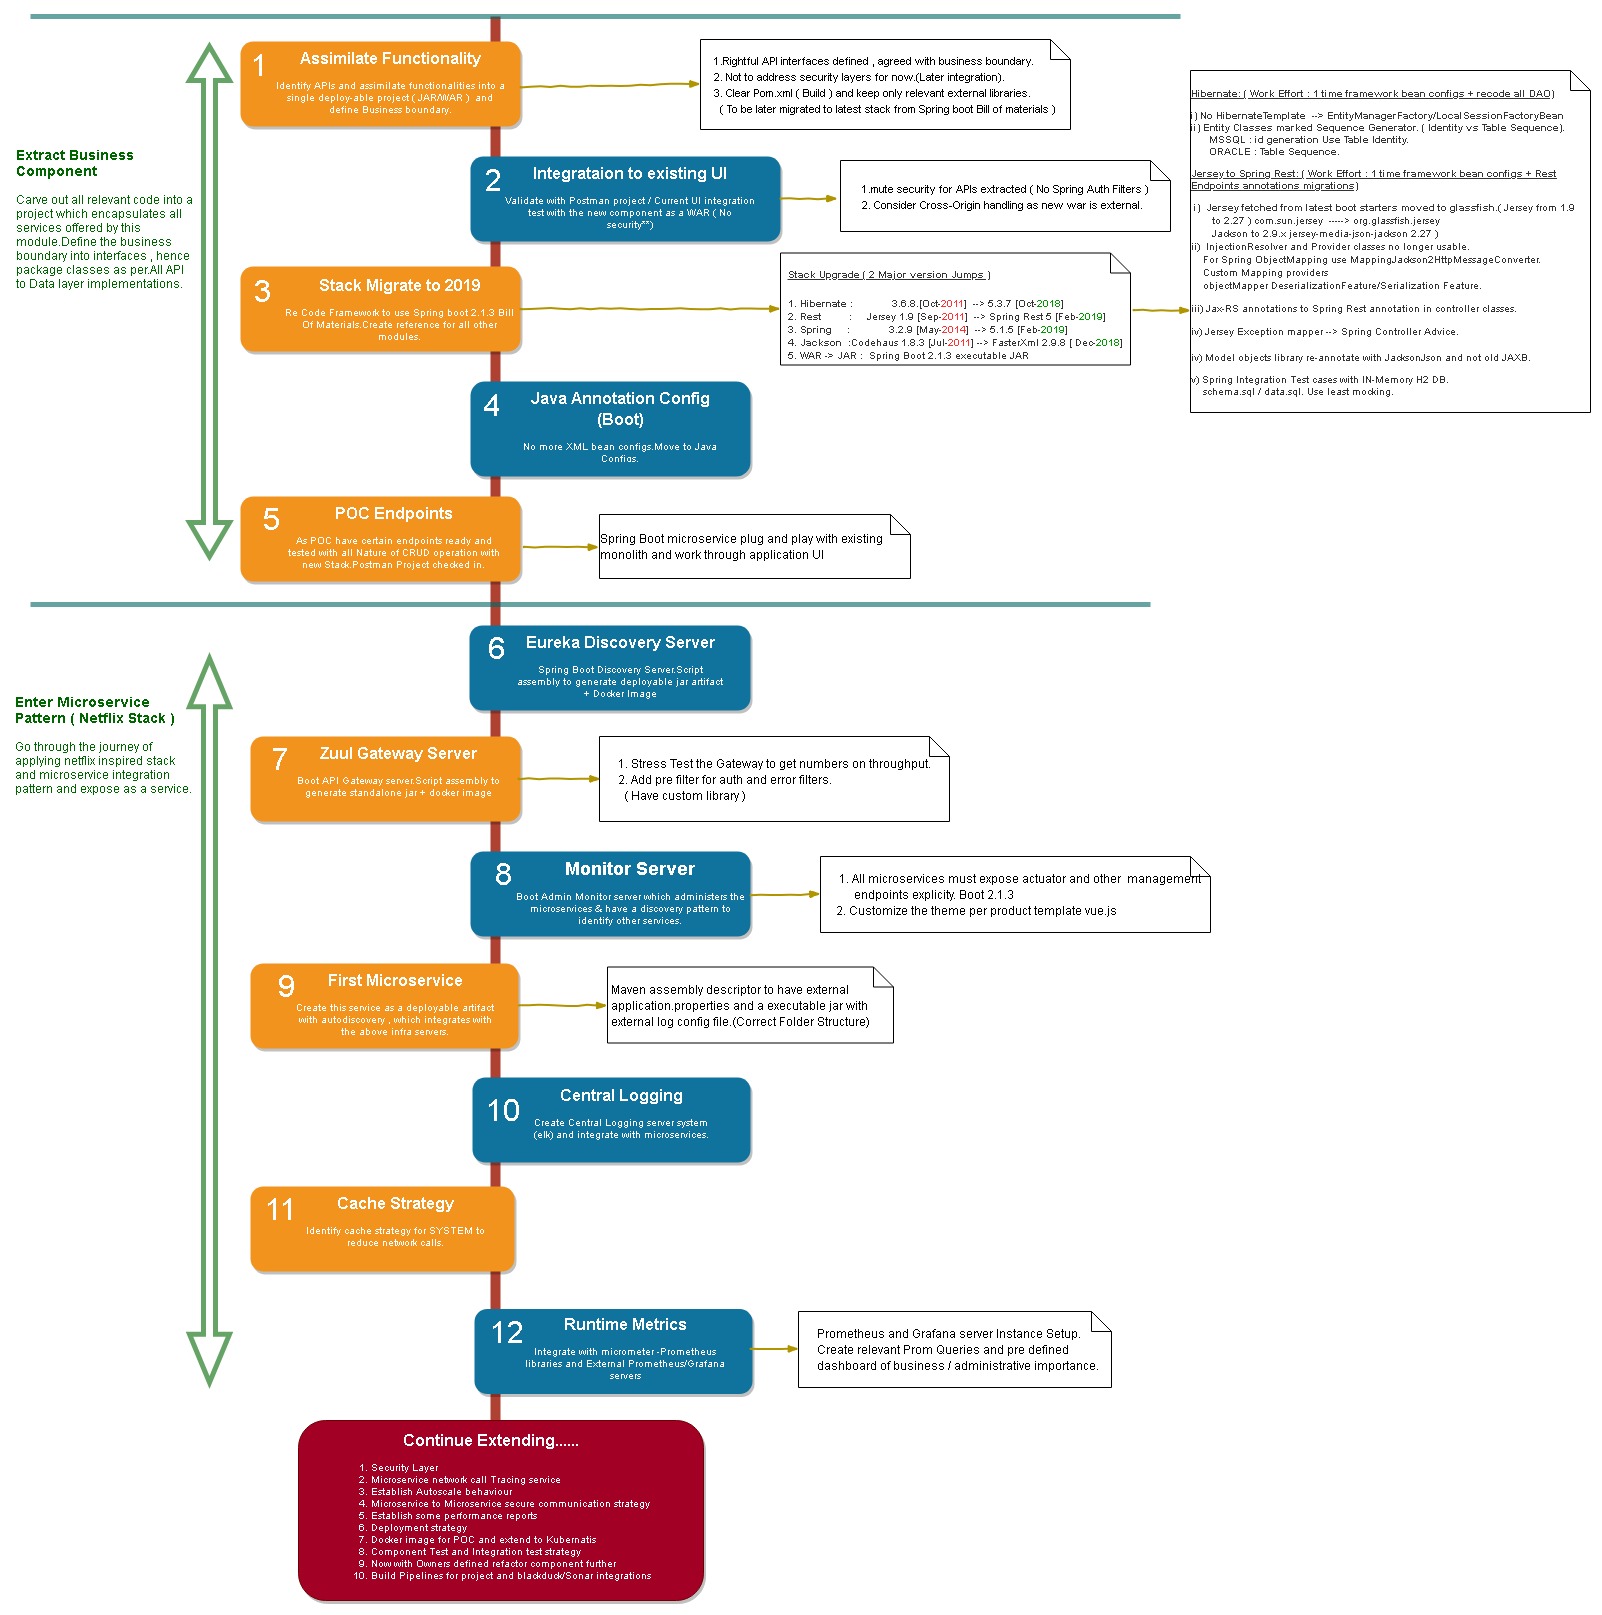 1
Assimilate Functionality
Identify APIs and assimilate functionalities into a
single deploy-able project ( JAR/WAR ) and
define Business boundary.
1.Rightful API interfaces defined , agreed with business boundary.
2. Not to address security layers for now.(Later integration).
3. Clear Pom.xml ( Build ) and keep only relevant external libraries.
( To be later migrated to latest stack from Spring boot Bill of materials )
Extract Business
Component
Carve out all relevant code into a
project which encapsulates all
services offered by this
module.Define the business
boundary into interfaces , hence
package classes as per.All API
to Data layer implementations.
2
Integrataion to existing UI
Validate with Postman project / Current UI integration
test with the new component as a WAR ( No
security**)
1.mute security for APIs extracted ( No Spring Auth Filters )
2. Consider Cross-Origin handling as new war is external.
3
Stack Migrate to 2019
Re Code Framework to use Spring boot 2.1.3 Bill
Of Materials.Create reference for all other
modules.
Stack Upgrade ( 2 Major version Jumps )
1. Hibernate : 3.6.8.[Oct-2011] --> 5.3.7 [Oct-2018]
2. Rest : Jersey 1.9 [Sep-2011] --> Spring Rest 5 [Feb-2019]
3. Spring : 3.2.9 [May-2014] --> 5.1.5 [Feb-2019]
4. Jackson :Codehaus 1.8.3 [Jul-2011] --> FasterXml 2.9.8 [ Dec-2018]
5. WAR -> JAR : Spring Boot 2.1.3 executable JAR
Hibernate: ( Work Effort : 1 time framework bean configs + recode all DAO)
i ) No HibernateTemplate --> EntityManagerFactory/LocalSessionFactoryBean
ii ) Entity Classes marked Sequence Generator. ( Identity vs Table Sequence).
MSSQL : id generation Use Table Identity.
ORACLE : Table Sequence.
Jersey to Spring Rest: ( Work Effort : 1 time framework bean configs + Rest
Endpoints annotations migrations)
i ) Jersey fetched from latest boot starters moved to glassfish.( Jersey from 1.9
to 2.27 ) com.sun.jersey -----> org.glassfish.jersey
Jackson to 2.9.x jersey-media-json-jackson 2.27 )
ii) InjectionResolver and Provider classes no longer usable.
For Spring ObjectMapping use MappingJackson2HttpMessageConverter.
Custom Mapping providers
objectMapper DeserializationFeature/Serialization Feature.
iii) Jax-RS annotations to Spring Rest annotation in controller classes.
iv) Jersey Exception mapper --> Spring Controller Advice.
iv) Model objects library re-annotate with JacksonJson and not old JAXB.
v) Spring Integration Test cases with IN-Memory H2 DB.
schema.sql / data.sql. Use least mocking.
4
Java Annotation Config
(Boot)
No more XML bean configs.Move to Java
Configs.
5
POC Endpoints
As POC have certain endpoints ready and
tested with all Nature of CRUD operation with
new Stack.Postman Project checked in.
Spring Boot microservice plug and play with existing
monolith and work through application UI
6
Eureka Discovery Server
Spring Boot Discovery Server.Script
assembly to generate deployable jar artifact
+ Docker Image
Enter Microservice
Pattern ( Netflix Stack )
Go through the journey of
applying netflix inspired stack
and microservice integration
pattern and expose as a service.
7
Zuul Gateway Server
Boot API Gateway server.Script assembly to
generate standalone jar + docker image
1. Stress Test the Gateway to get numbers on throughput.
2. Add pre filter for auth and error filters.
( Have custom library )
8
Monitor Server
Boot Admin Monitor server which administers the
microservices & have a discovery pattern to
identify other services.
1. All microservices must expose actuator and other management
endpoints explicity. Boot 2.1.3
2. Customize the theme per product template vue.js
9
First Microservice
Create this service as a deployable artifact
with autodiscovery , which integrates with
the above infra servers.
Maven assembly descriptor to have external
application.properties and a executable jar with
external log config file.(Correct Folder Structure)
10
Central Logging
Create Central Logging server system
(elk) and integrate with microservices.
11
Cache Strategy
Identify cache strategy for SYSTEM to
reduce network calls.
12
Runtime Metrics
Integrate with micrometer -Prometheus
libraries and External Prometheus/Grafana
servers
Prometheus and Grafana server Instance Setup.
Create relevant Prom Queries and pre defined
dashboard of business / administrative importance.
Continue Extending......
1. Security Layer
2. Microservice network call Tracing service
3. Establish Autoscale behaviour
4. Microservice to Microservice secure communication strategy
5. Establish some performance reports
6. Deployment strategy
7. Docker image for POC and extend to Kubernatis
8. Component Test and Integration test strategy
9. Now with Owners defined refactor component further
10. Build Pipelines for project and blackduck/Sonar integrations